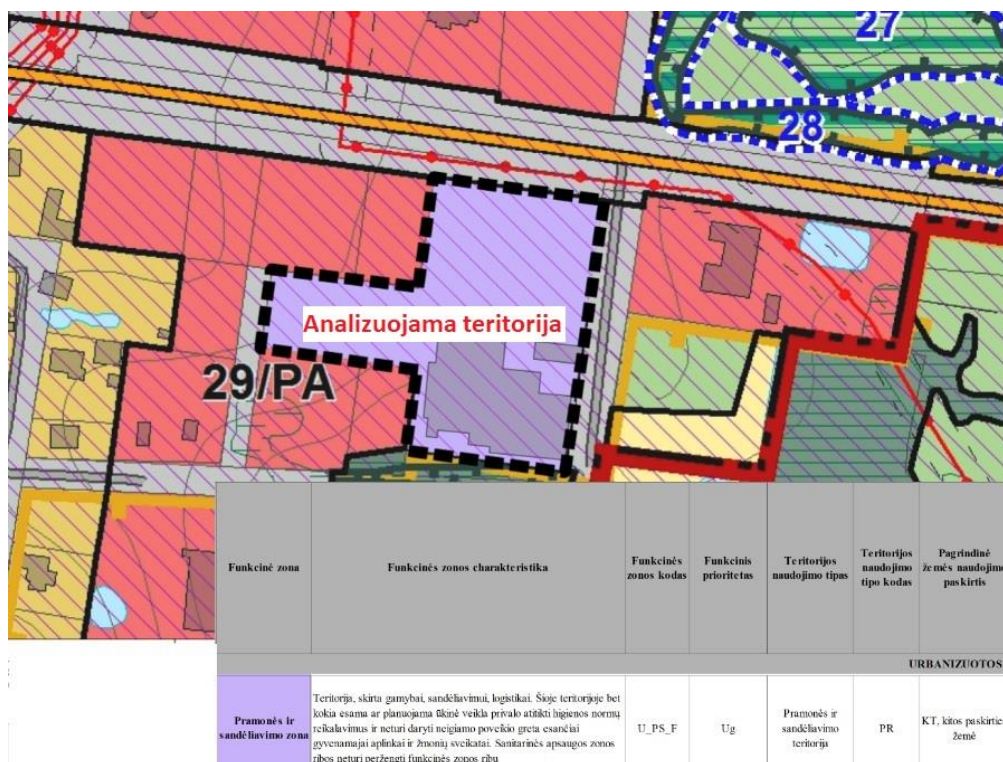 27
28
Analizuojama teritorija
29/PA
Funkcinė zona
Funkcinės zonos charakteristika
Funkcinės
zonos kodas
Funkcinis
prioritetas
Teritorijos
naudojimo tipas
Teritorijos
naudojimo
tipo kodas
Pagrindinė
žemės naudojimo
paskirtis
URBANIZUOTOS
Pramonės ir
sandėliavimo zona
Teritorija, skirta gamybai, sandėliavimui, logistikai. Šioje teritorijoje bet
kokia esama ar planuojama ūkinė veikla privalo atitikti higienos normų
reikalavimus ir neturi daryti neigiamo poveikio greta esančiai
gyvenamajai aplinkai ir žmonių sveikatai. Sanitarinės apsaugos zonos
ribos neturi peržengti funkcinės zonos ribų
U_PS_F
Ug
Pramonės ir
sandėliavimo
teritorija
PR
KT, kitos paskirties
žemė